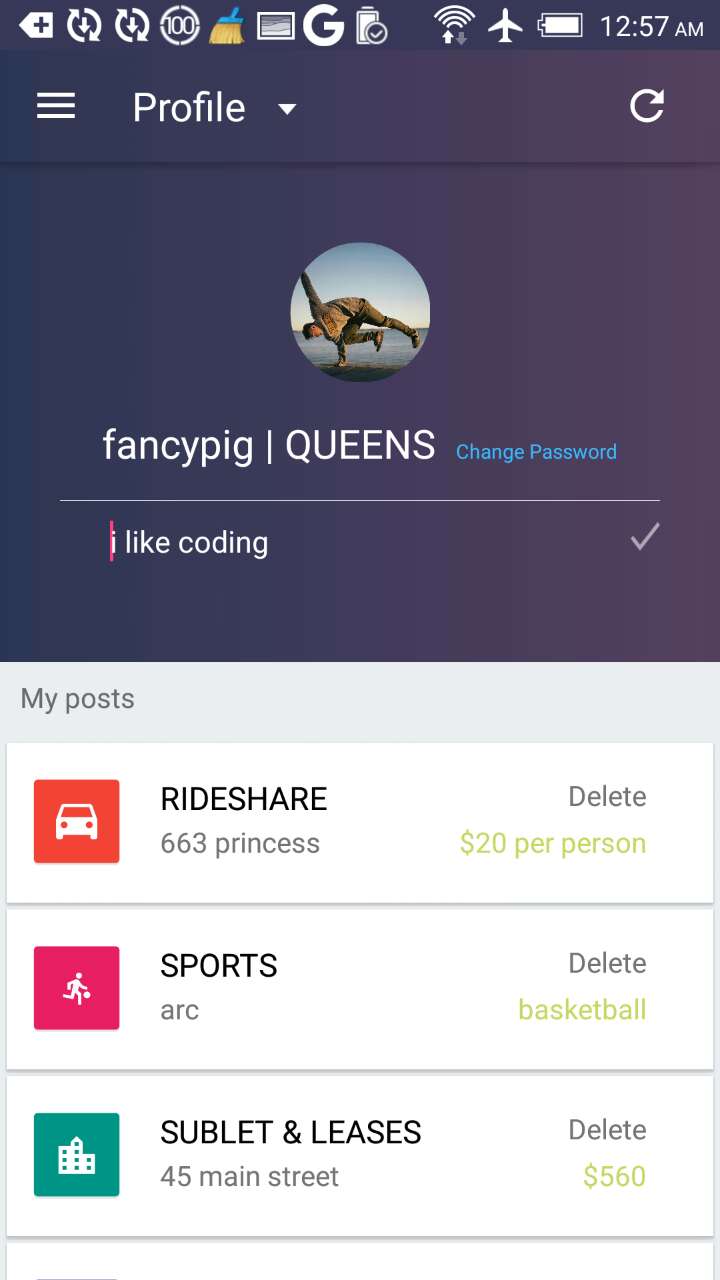 100 G 12:57 AM
Profile
fancypig | QUEENS Change Password
i like coding
My posts
RIDESHARE Delete
663 princess $20 per person
SPORTS Delete
arc basketball
SUBLET & LEASES Delete
45 main street $560